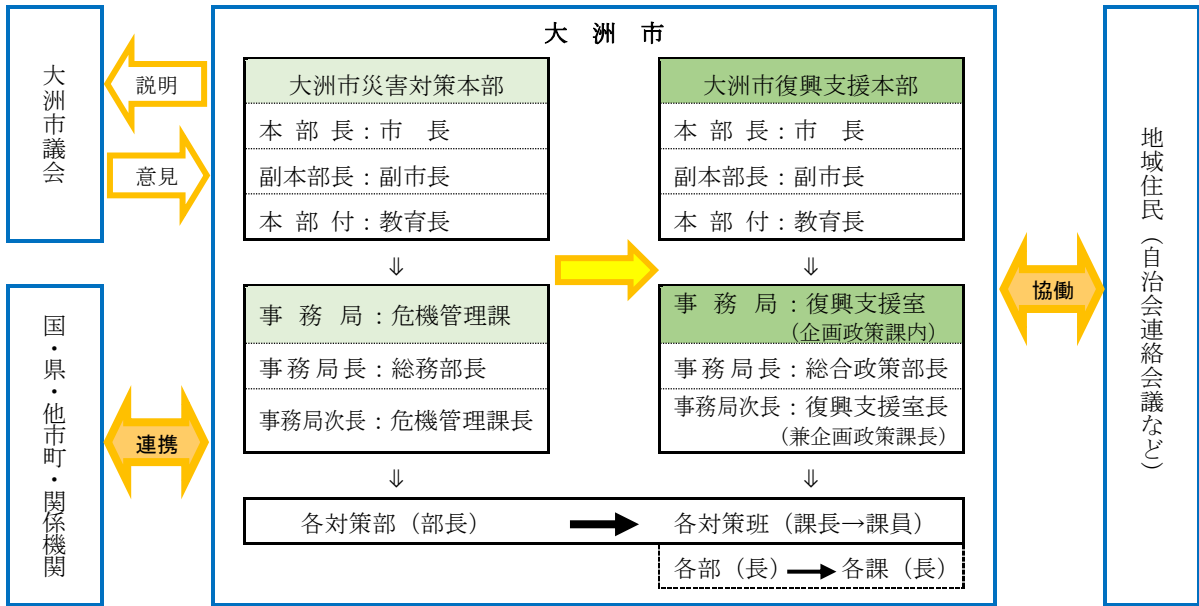 大洲市議会
説明
意見
国・県・他市町・関係機関
連携
大 洲 市
大洲市災害対策本部
本 部 長：市 長
副本部長：副市長
本 部 付：教育長
⇓
事 務 局：危機管理課
事務局長：総務部長
事務局次長：危機管理課長
⇓
大洲市復興支援本部
本 部 長：市 長
副本部長：副市長
本 部 付：教育長
⇓
事 務 局：復興支援室
（企画政策課内）
事務局長：総合政策部長
事務局次長：復興支援室長
（兼企画政策課長）
⇓
各対策部（部長）
各対策班（課長→課員）
各部（長） 各課（長）
協働
地域住民（自治会連絡会議など）